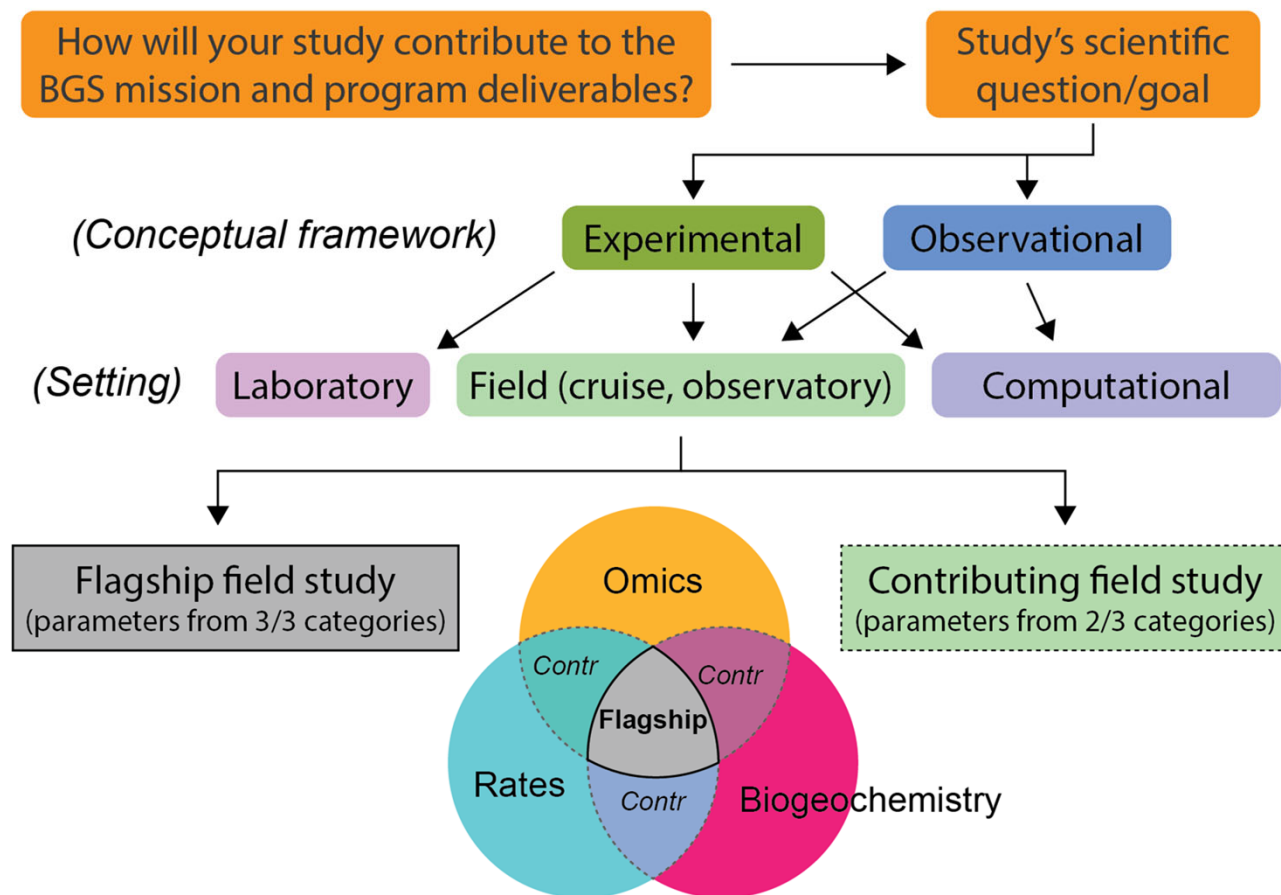 How will your study contribute to the
BGS mission and program deliverables?
Study's scientific
question/goal
(Conceptual framework)
Experimental
Observational
(Setting)
Laboratory
Field (cruise, observatory)
Computational
Flagship field study
(parameters from 3/3 categories)
Omics
Contributing field study
(parameters from 2/3 categories)
Contr
Contr
Flagship
Rates
Contr
Biogeochemistry